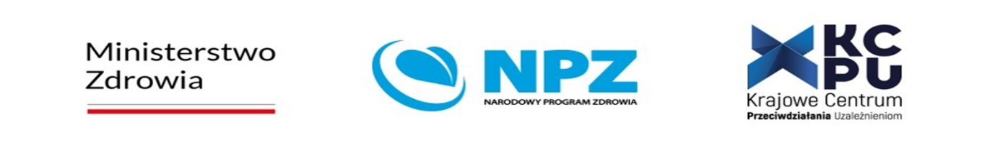 Ministerstwo
Zdrowia
NPZ
NARODOWY PROGRAM ZDROWIA
KC
PU
Krajowe Centrum
Przeciwdziałania Uzależnieniom